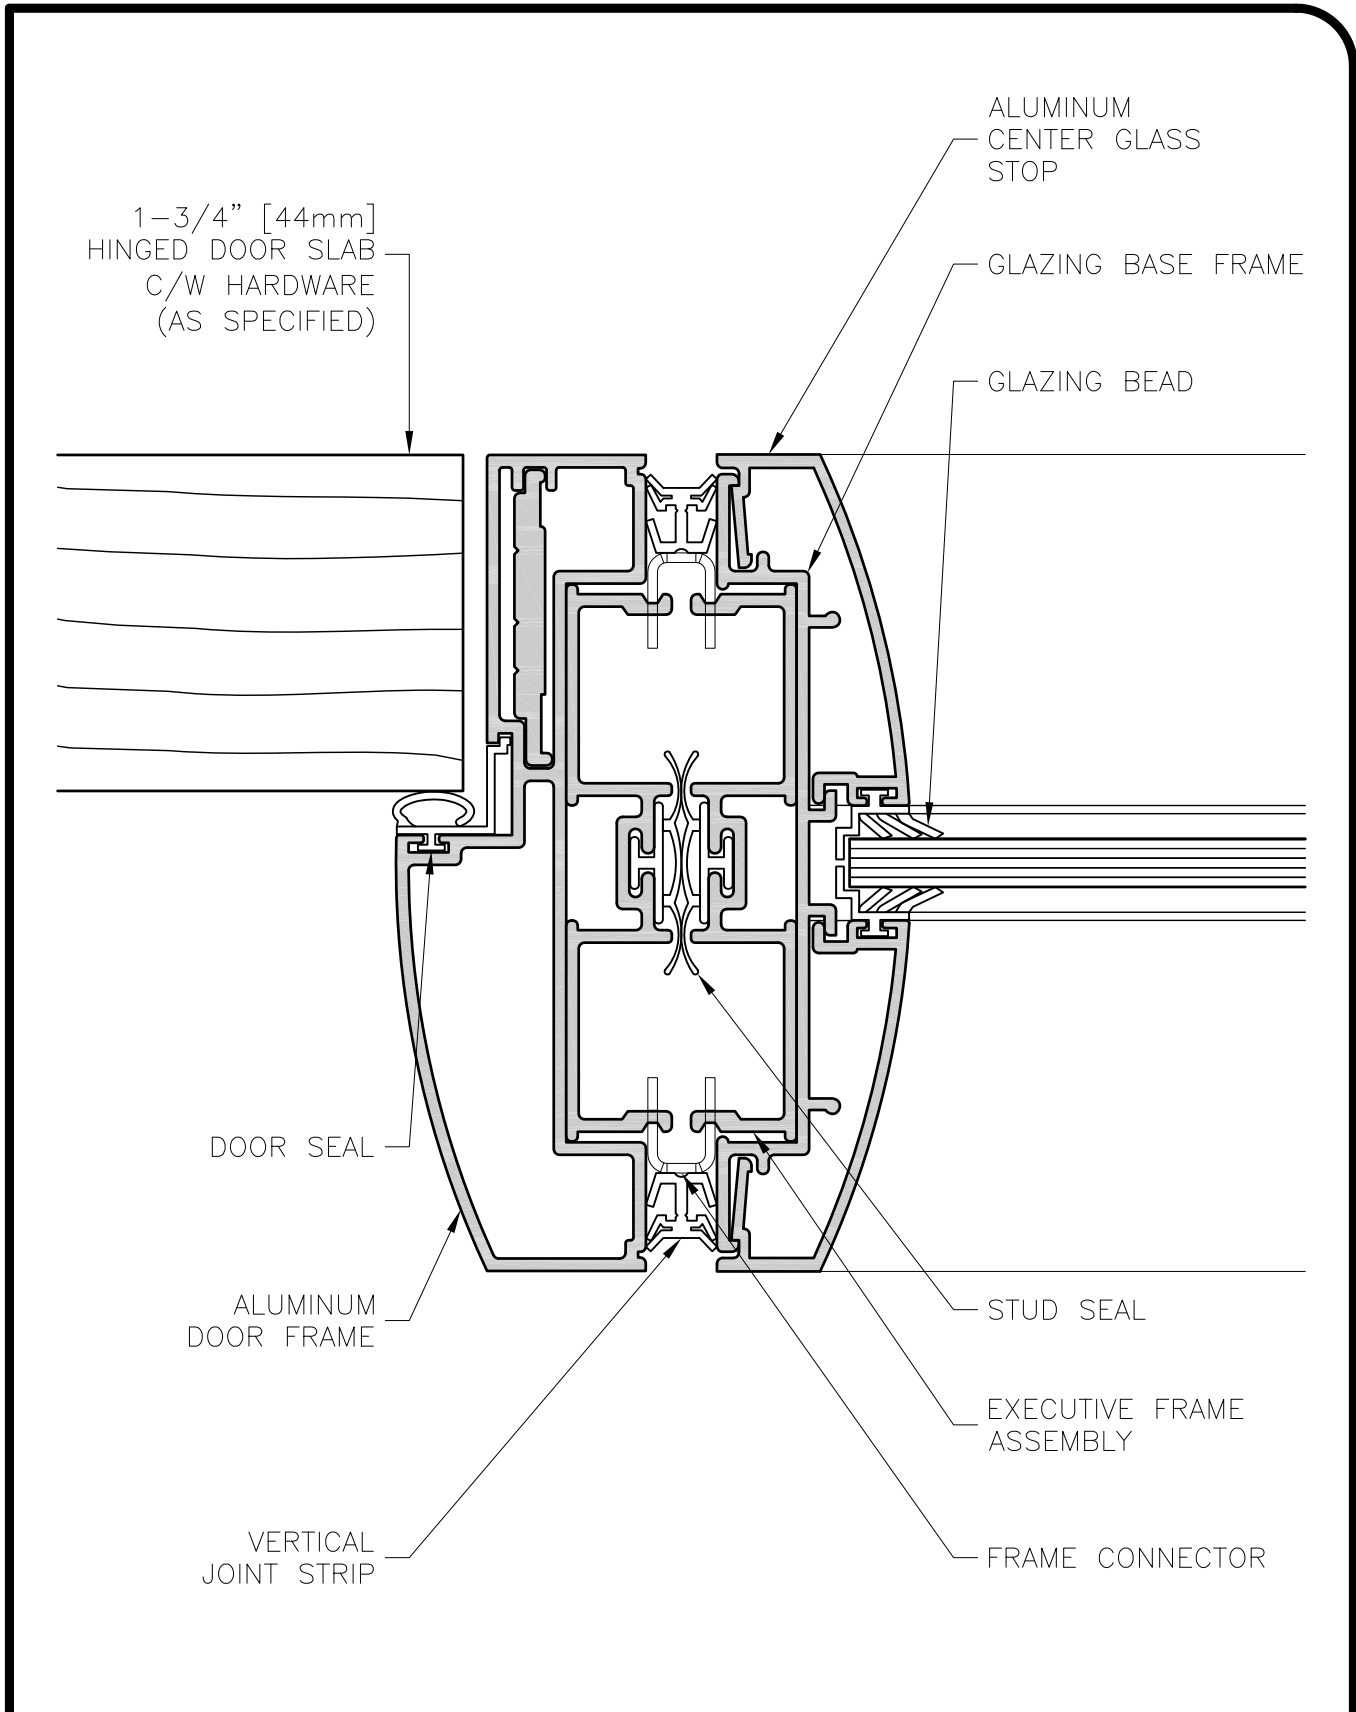 ALUMINUM
CENTER GLASS
STOP
1-3/4" [44mm]
HINGED DOOR SLAB
C/W HARDWARE
(AS SPECIFIED)
GLAZING BASE FRAME
GLAZING BEAD
DOOR SEAL
ALUMINUM
DOOR FRAME
STUD SEAL
EXECUTIVE FRAME
ASSEMBLY
VERTICAL
JOINT STRIP
FRAME CONNECTOR